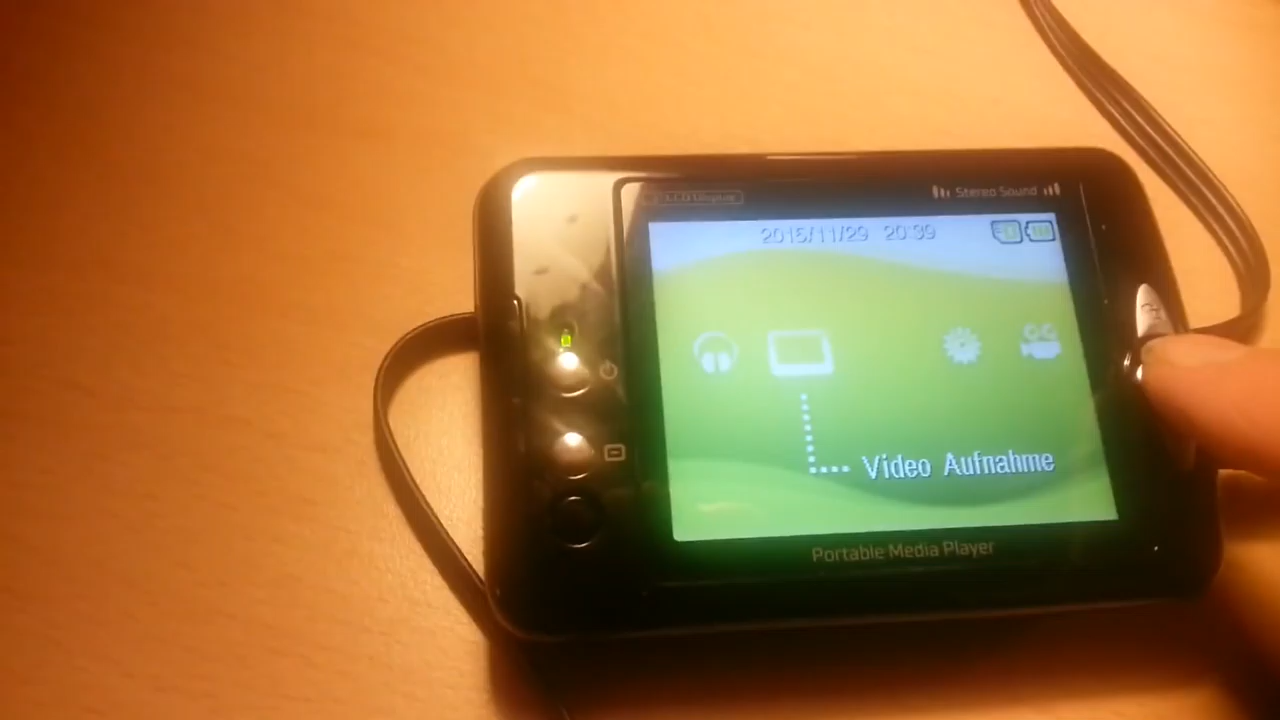 LCD Display
Stereo Sound
2015/11/29 20:39
Video Aufnahme
Portable Media Player